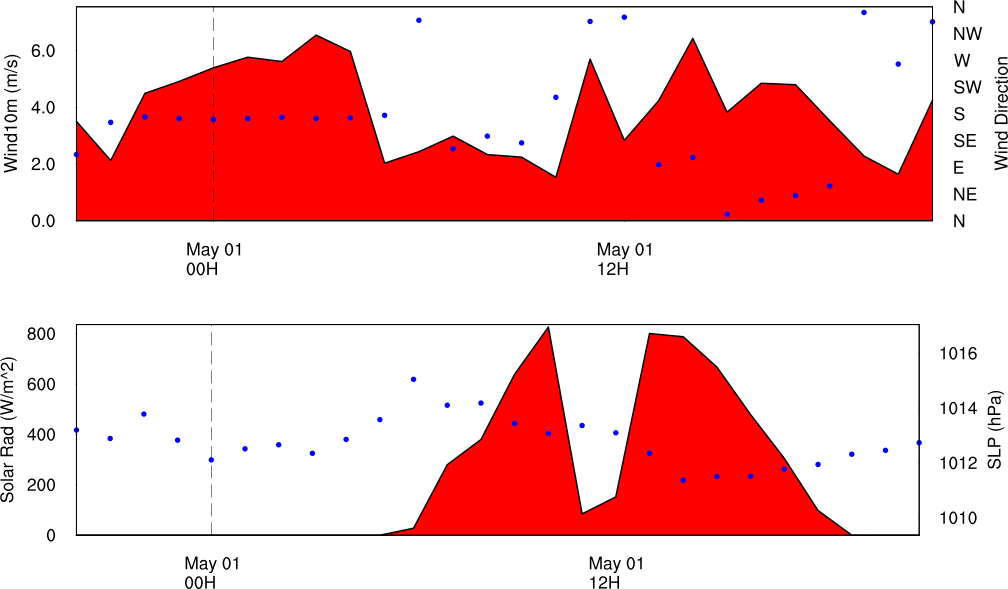 Wind10m (m/s)
6.0
4.0
2.0
0.0
N
NW
W
SW
S
SE
E
NE
N
Wind Direction
May 01
00H
May 01
12H
Solar Rad (W/m^2)
800
600
400
200
0
1016
1014
1012
1010
SLP (hPa)
May 01
00H
May 01
12H